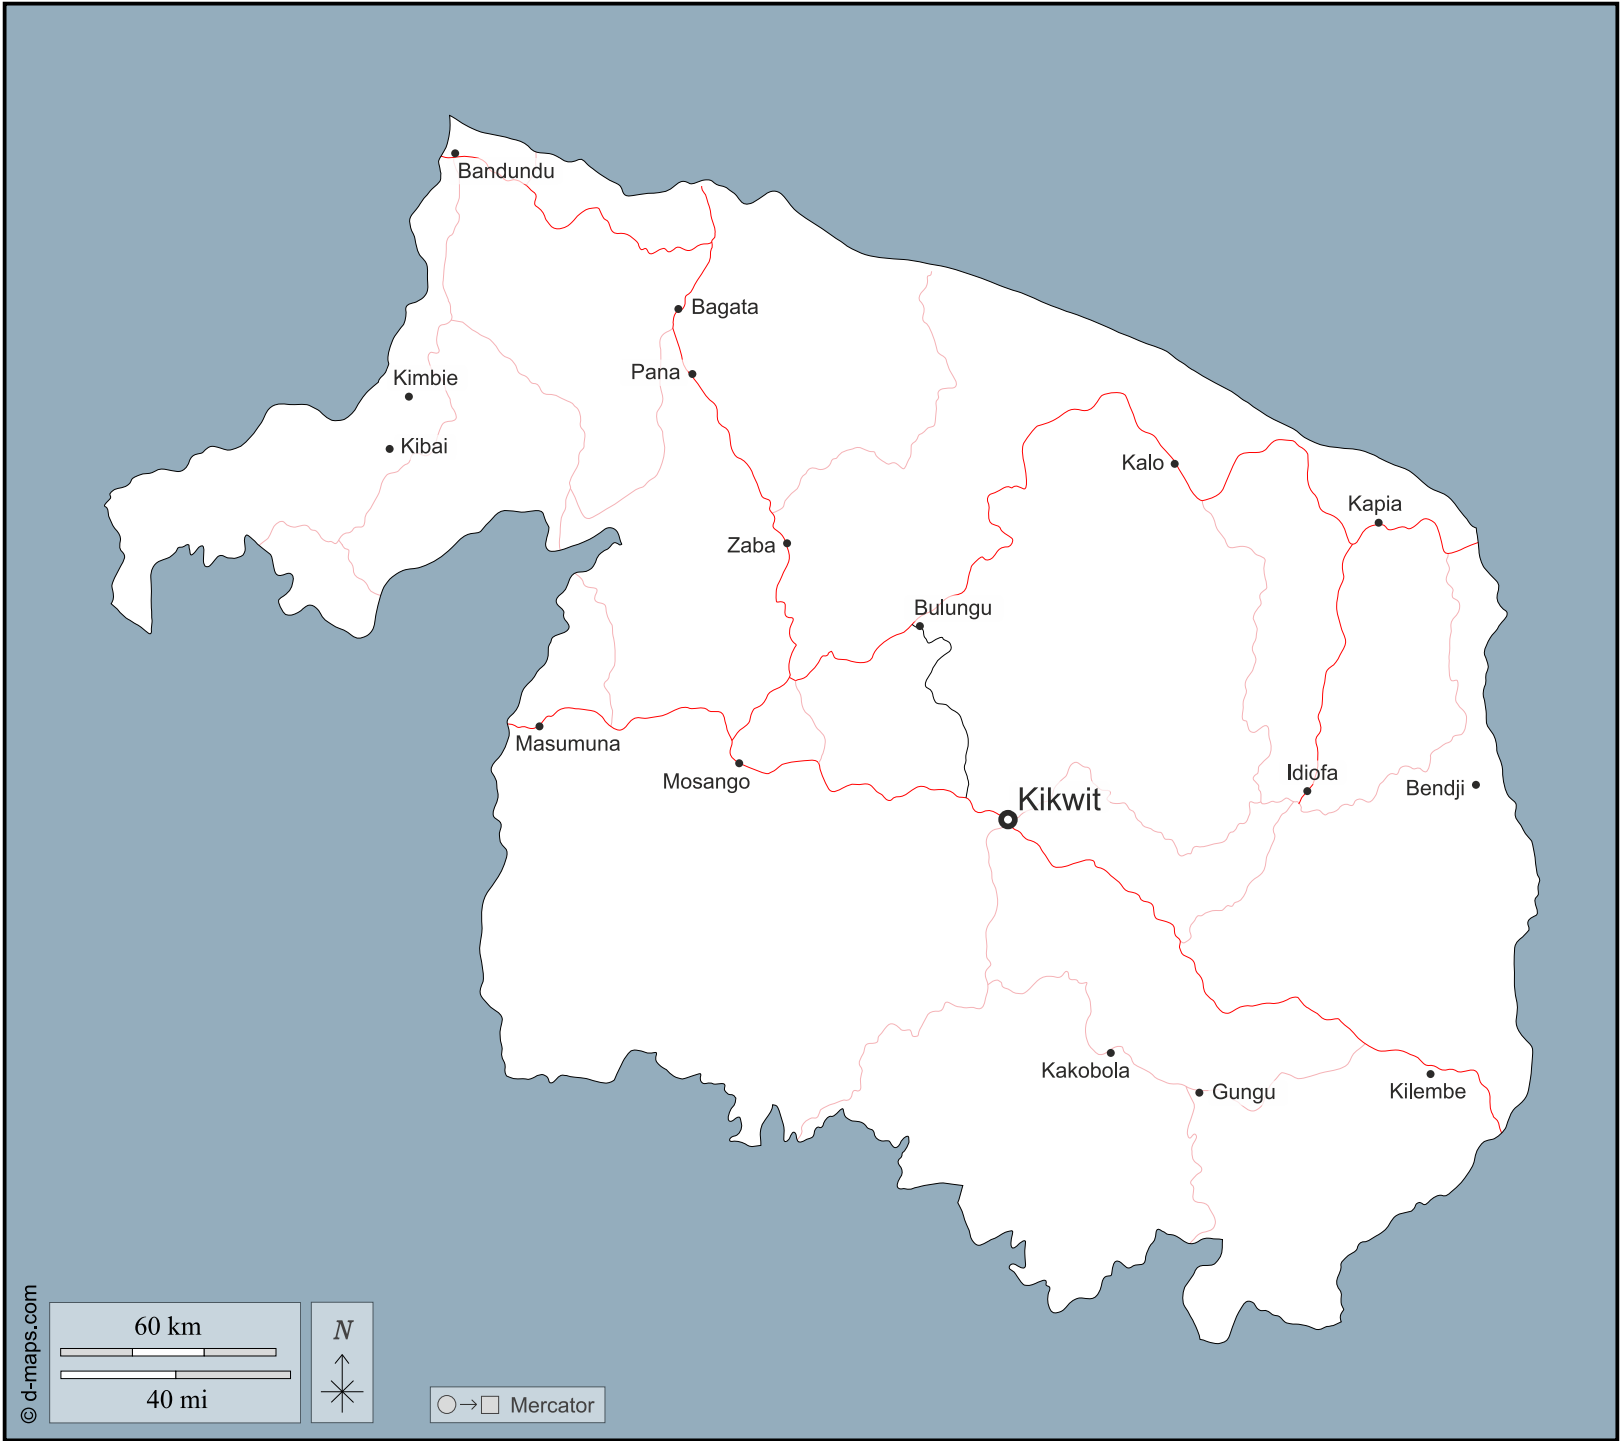 Bandundu
Bagata
Pana
Kimbie
Kibai
Kalo
Kapia
Zaba
Bulungu
Masumuna
Mosango
Idiofa
Bendji
Kikwit
Kakobola
Gungu
Kilembe
© d-maps.com
60 km
40 mi
N
Mercator